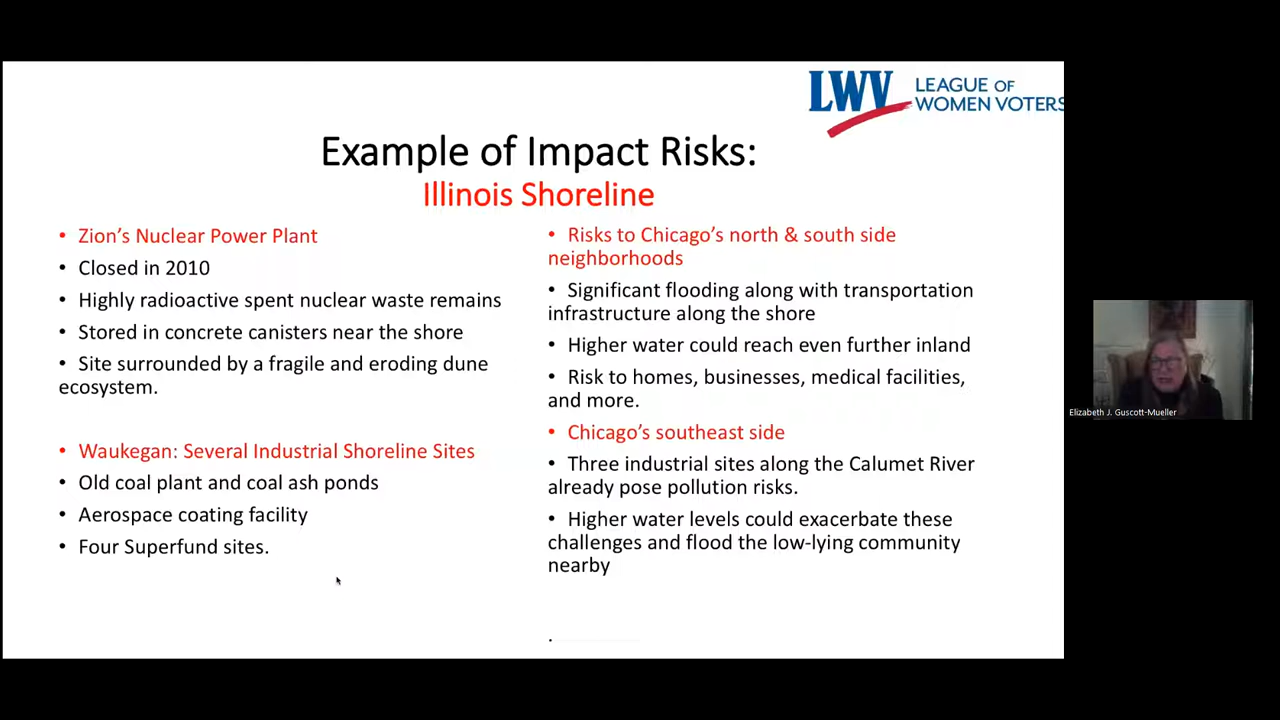 LWV LEAGUE OF
WOMEN VOTERS
Example of Impact Risks:
Illinois Shoreline
• Zion's Nuclear Power Plant
• Closed in 2010
• Highly radioactive spent nuclear waste remains
• Stored in concrete canisters near the shore
• Site surrounded by a fragile and eroding dune
ecosystem.
• Waukegan: Several Industrial Shoreline Sites
• Old coal plant and coal ash ponds
• Aerospace coating facility
• Four Superfund sites.
• Risks to Chicago's north & south side
neighborhoods
• Significant flooding along with transportation
infrastructure along the shore
• Higher water could reach even further inland
• Risk to homes, businesses, medical facilities,
and more.
• Chicago's southeast side
• Three industrial sites along the Calumet River
already pose pollution risks.
• Higher water levels could exacerbate these
challenges and flood the low-lying community
nearby
.
Elizabeth J. Guscott-Mueller